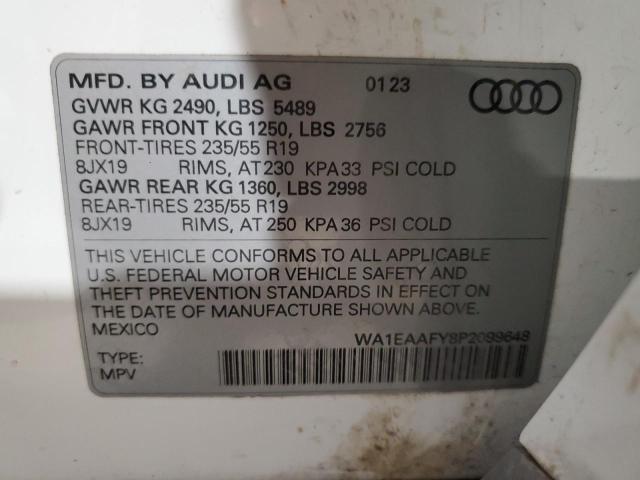 MFD. BY AUDI AG 0123
GVWR KG 2490, LBS 5489
GAWR FRONT KG 1250, LBS 2756
FRONT-TIRES 235/55 R19
8JX19 RIMS, AT 230 KPA 33 PSI COLD
GAWR REAR KG 1360, LBS 2998
REAR-TIRES 235/55 R19
8JX19 RIMS, AT 250 KPA 36 PSI COLD
THIS VEHICLE CONFORMS TO ALL APPLICABLE
U.S. FEDERAL MOTOR VEHICLE SAFETY AND
THEFT PREVENTION STANDARDS IN EFFECT ON
THE DATE OF MANUFACTURE SHOWN ABOVE.
MEXICO
WA1EAAFY8P2099648
TYPE:
MPV